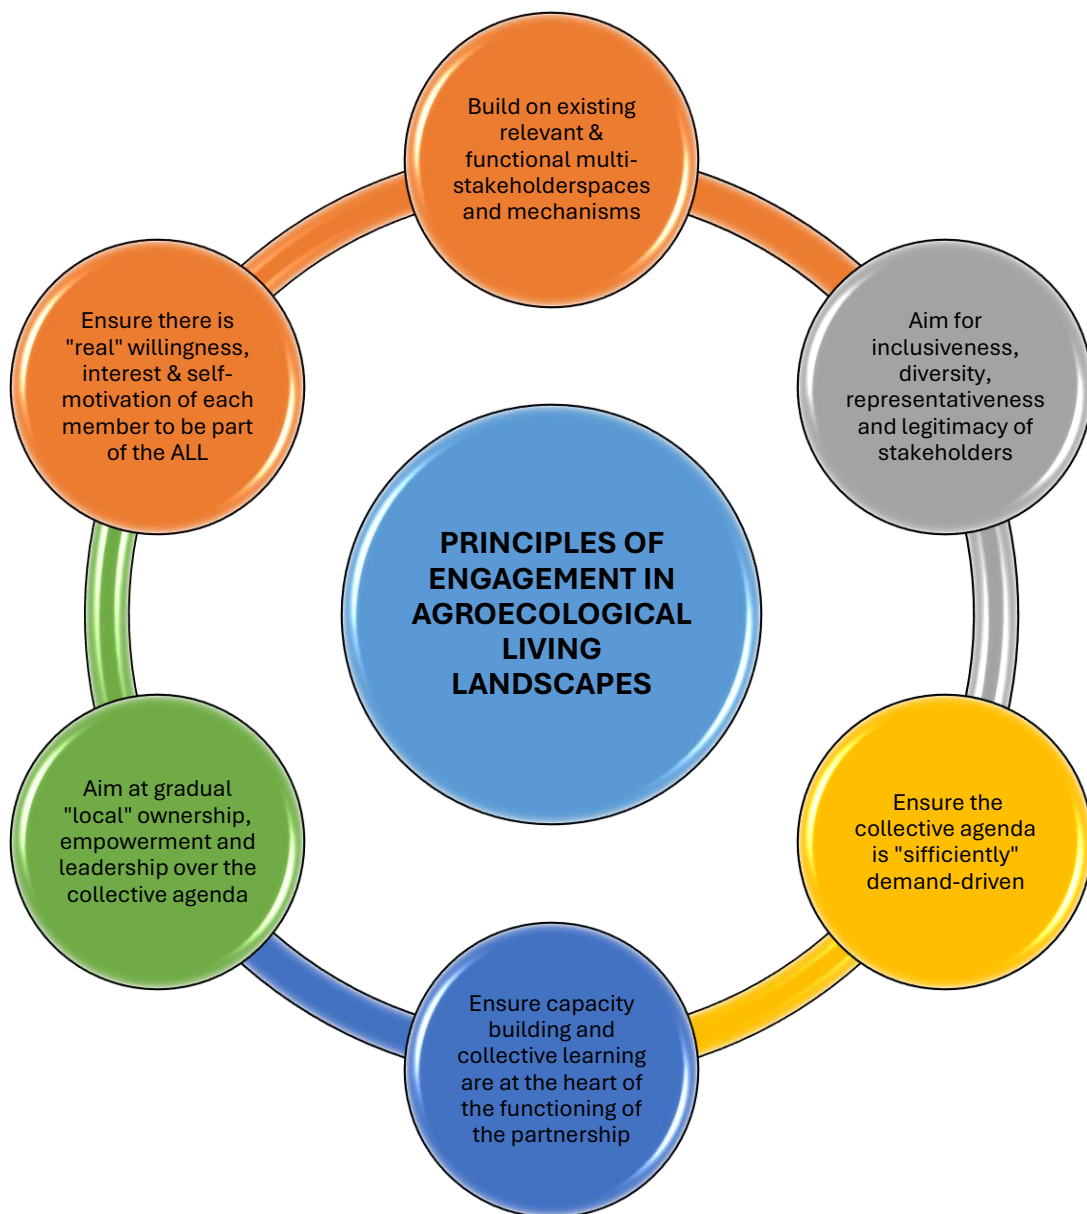 Build on existing
relevant &
functional multi-
stakeholderspaces
and mechanisms
Aim for
inclusiveness,
diversity,
representativeness
and legitimacy of
stakeholders
Ensure the
collective agenda
is "sifficiently"
demand-driven
Ensure capacity
building and
collective learning
are at the heart of
the functioning of
the partnership
Aim at gradual
"local" ownership,
empowerment and
leadership over the
collective agenda
Ensure there is
"real" willingness,
interest & self-
motivation of each
member to be part
of the ALL
PRINCIPLES OF
ENGAGEMENT IN
AGROECOLOGICAL
LIVING
LANDSCAPES